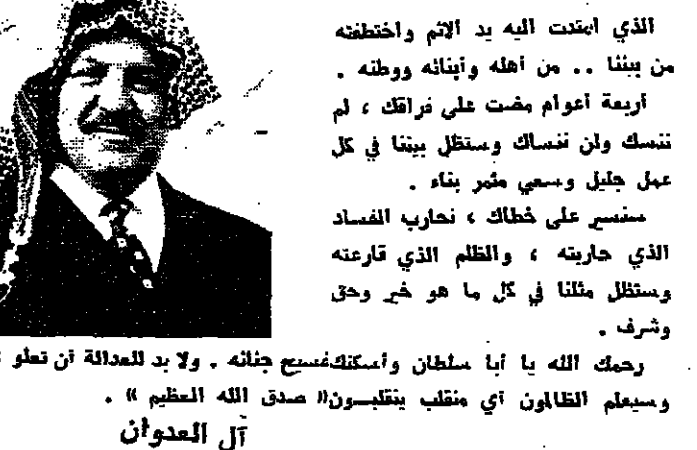 الذي امتدت اليه يد الاثم واختطفته
من بيننا .. من أهله وأبنائه ووطنه .
أربعة أعوام مضت على فراقك ، لم
ننسك ولن ننساك وستظل بيننا في كل
عمل جليل وسعي مثمر بناء .
سنسير على خطاك ، نحارب الفساد
الذي حاربته ، والظلم الذي قارعته
وستظل مثلنا في كل ما هو خير وحق
وشرف .
رحمك الله يا أبا سلطان وأسكنك فسيح جنانه . ولا بد للعدالة أن تعلو ؛
وسيعلم الظالمون أي منقلب ينقلبــون« صدق الله العظيم » .
آل العدوان